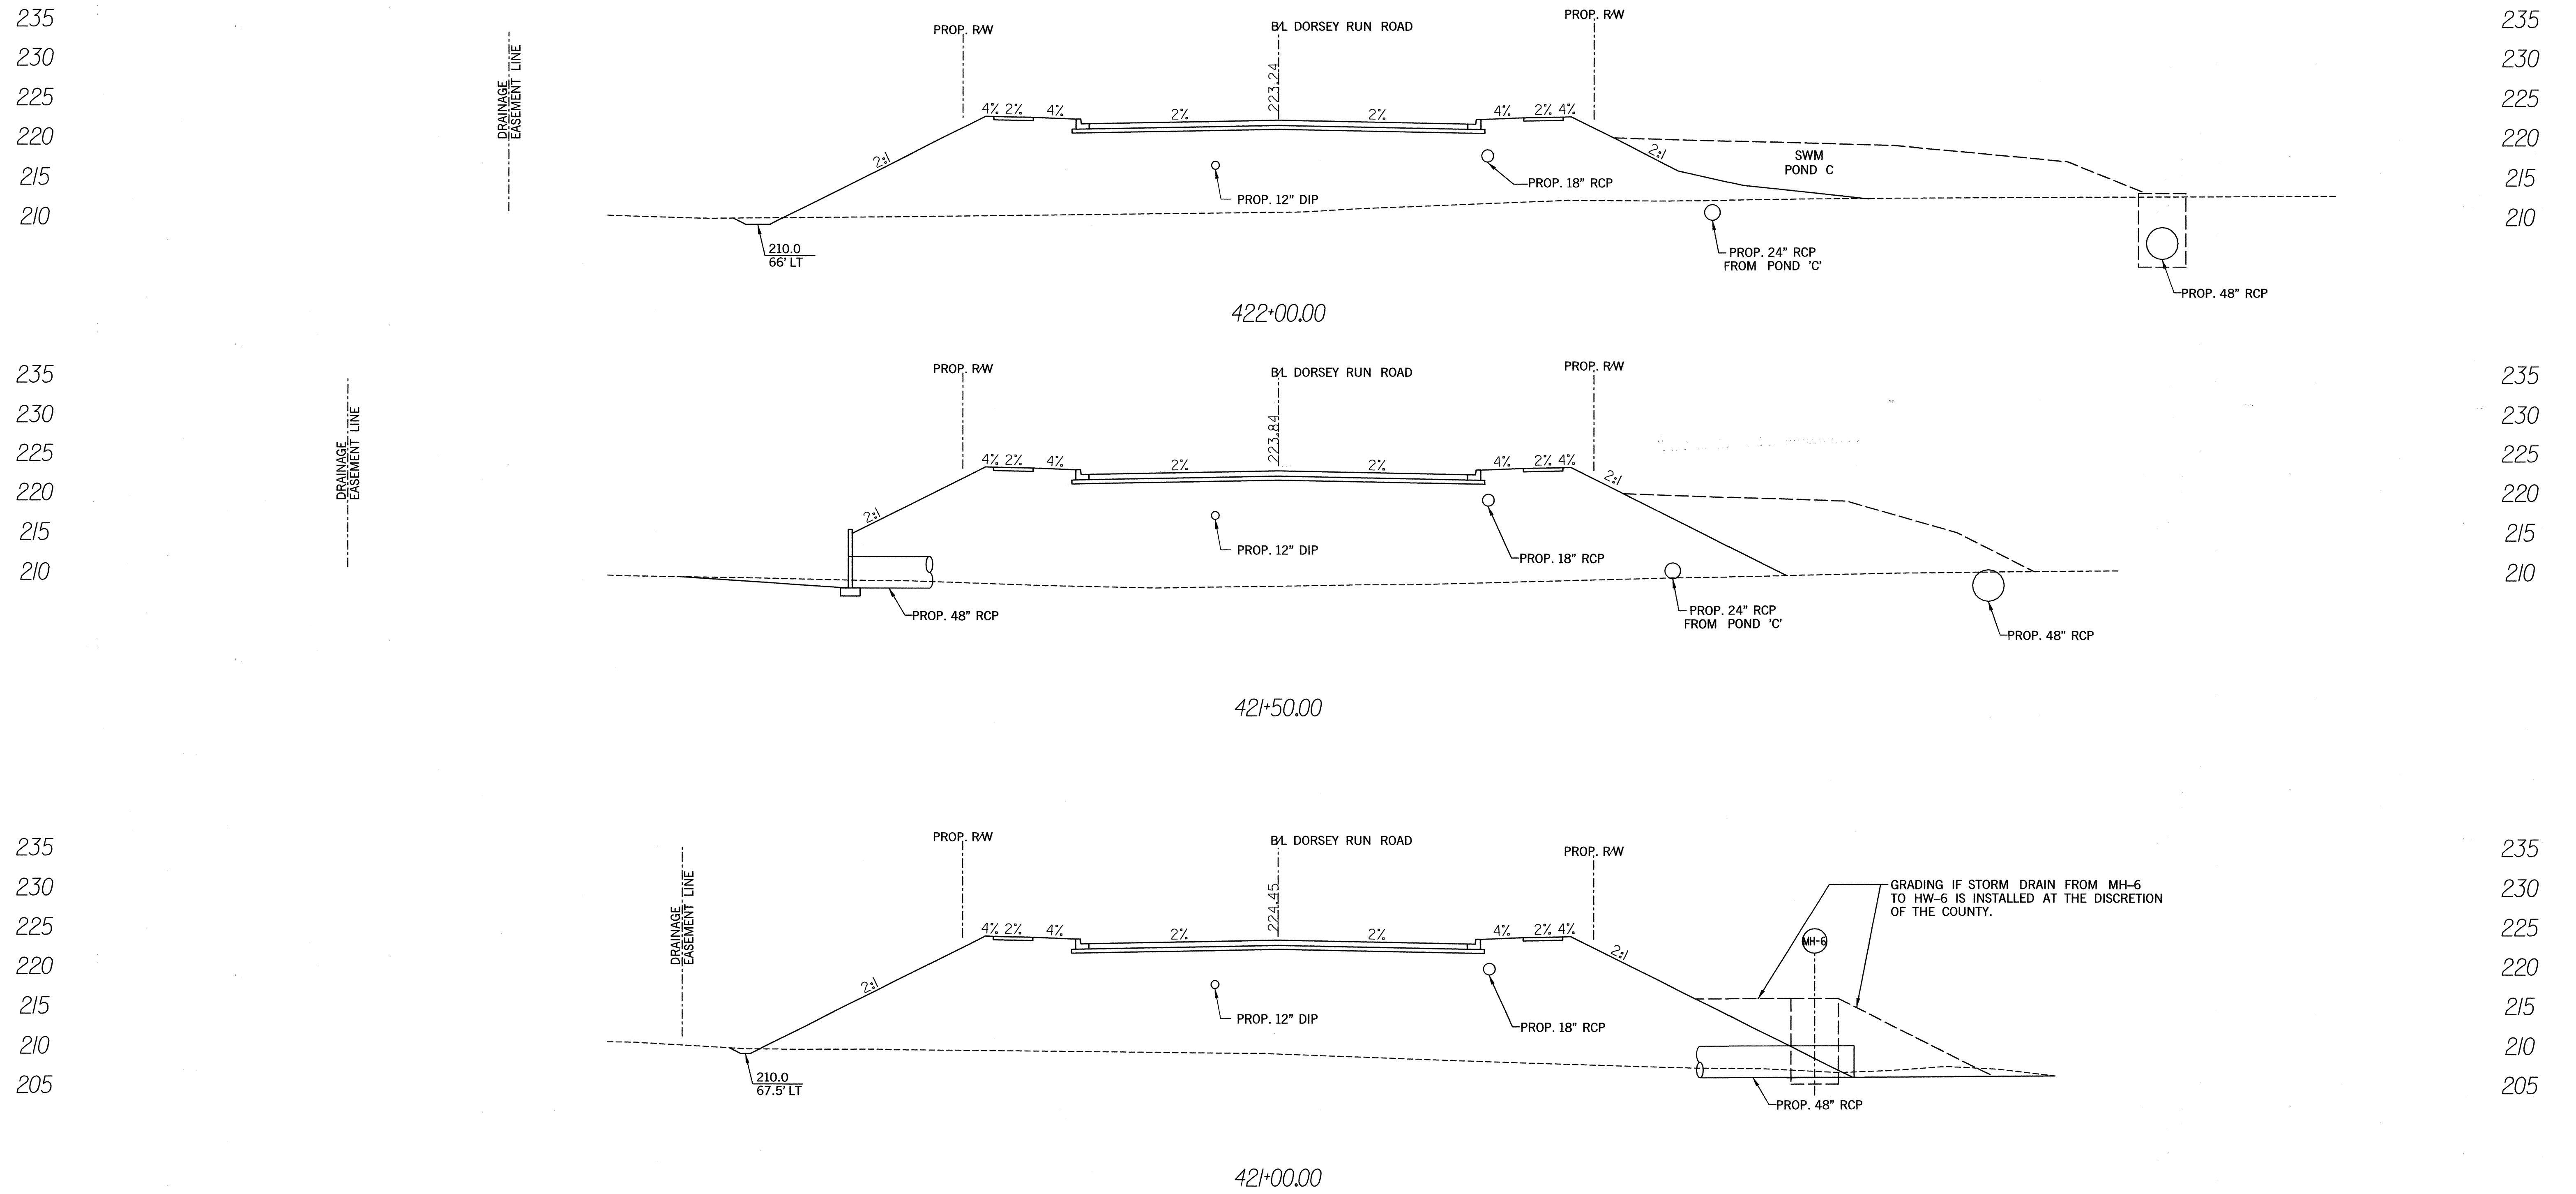 235
230
225
220
215
210
DRAINAGE
EASEMENT LINE
PROP. R/W
B/L DORSEY RUN ROAD
PROP. R/W
223.24
4% 2% 4% 2% 2% 4% 2% 4%
2:1
2:1
SWM
POND C
PROP. 12" DIP
PROP. 18" RCP
210.0
66' LT
PROP. 24" RCP
FROM POND 'C'
PROP. 48" RCP
235
230
225
220
215
210
422+00.00
235
230
225
220
215
210
DRAINAGE
EASEMENT LINE
PROP. R/W
B/L DORSEY RUN ROAD
PROP. R/W
223.84
4% 2% 4% 2% 2% 4% 2% 4%
2:1
2:1
PROP. 12" DIP
PROP. 18" RCP
PROP. 48" RCP
PROP. 24" RCP
FROM POND 'C'
PROP. 48" RCP
235
230
225
220
215
210
421+50.00
235
230
225
220
215
210
205
DRAINAGE
EASEMENT LINE
PROP. R/W
B/L DORSEY RUN ROAD
PROP. R/W
224.45
4% 2% 4% 2% 2% 4% 2% 4%
2:1
2:1
GRADING IF STORM DRAIN FROM MH-6
TO HW-6 IS INSTALLED AT THE DISCRETION
OF THE COUNTY.
MH-6
PROP. 12" DIP
PROP. 18" RCP
210.0
67.5' LT
PROP. 48" RCP
235
230
225
220
215
210
205
421+00.00